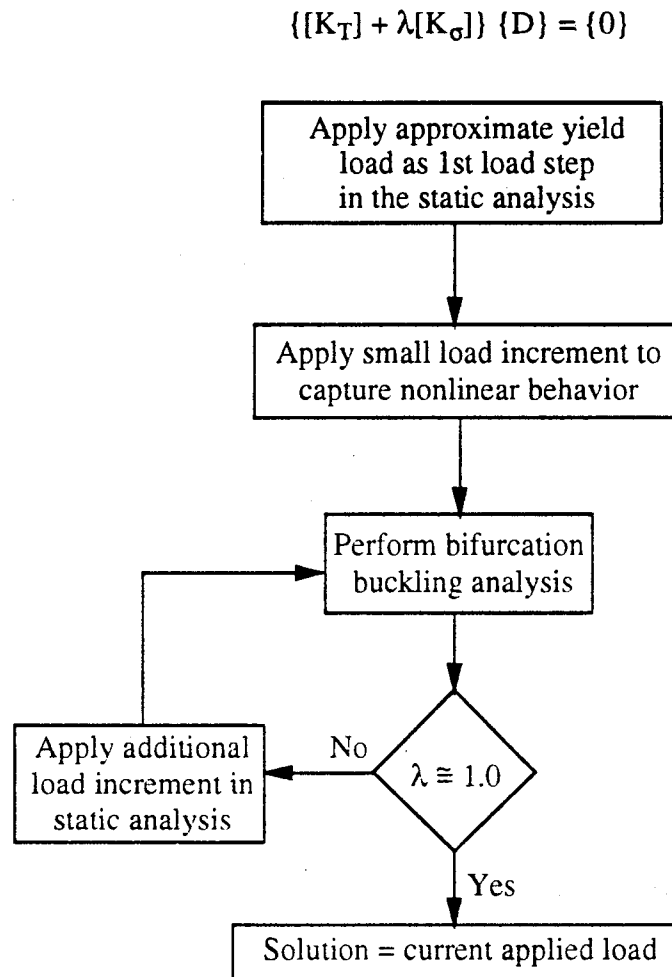 {[K_T] + λ[K_σ]} {D} = {0}
Apply approximate yield
load as 1st load step
in the static analysis
Apply small load increment to
capture nonlinear behavior
Perform bifurcation
buckling analysis
Apply additional
load increment in
static analysis
No
λ ≅ 1.0
Yes
Solution = current applied load